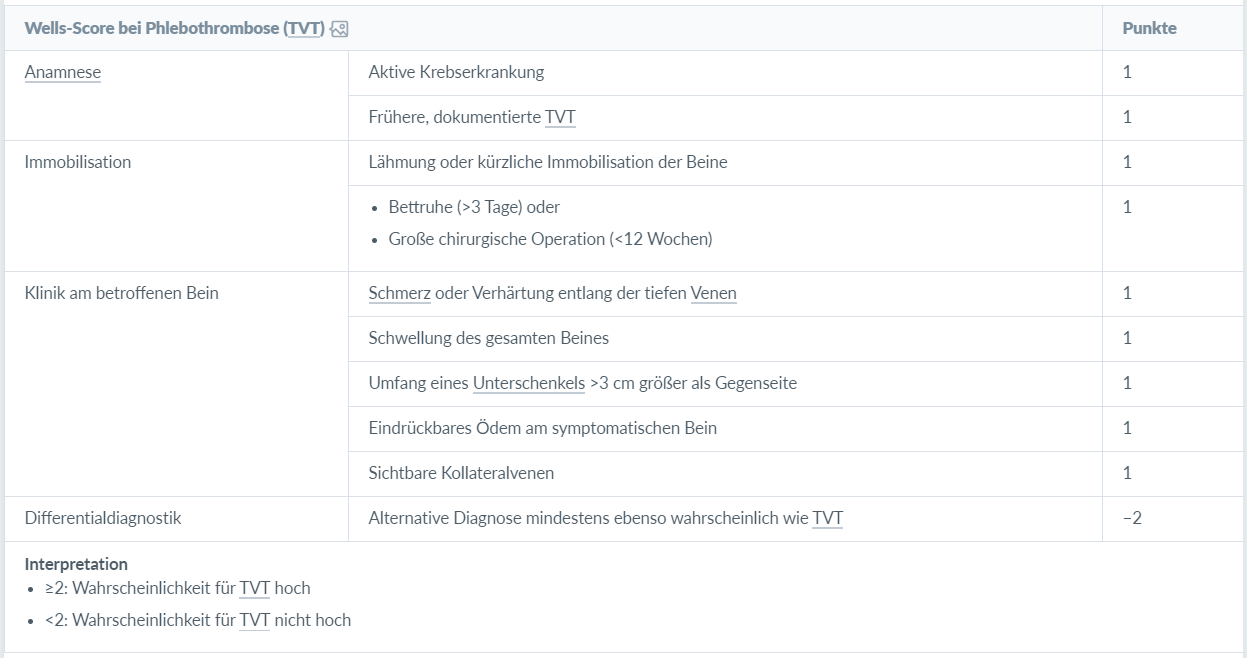 Wells-Score bei Phlebothrombose (TVT) Punkte
Anamnese Aktive Krebserkrankung 1
Frühere, dokumentierte TVT 1
Immobilisation Lähmung oder kürzliche Immobilisation der Beine 1
• Bettruhe (>3 Tage) oder 1
• Große chirurgische Operation (<12 Wochen)
Klinik am betroffenen Bein Schmerz oder Verhärtung entlang der tiefen Venen 1
Schwellung des gesamten Beines 1
Umfang eines Unterschenkels >3 cm größer als Gegenseite 1
Eindrückbares Ödem am symptomatischen Bein 1
Sichtbare Kollateralvenen 1
Differentialdiagnostik Alternative Diagnose mindestens ebenso wahrscheinlich wie TVT −2
Interpretation
• ≥2: Wahrscheinlichkeit für TVT hoch
• <2: Wahrscheinlichkeit für TVT nicht hoch